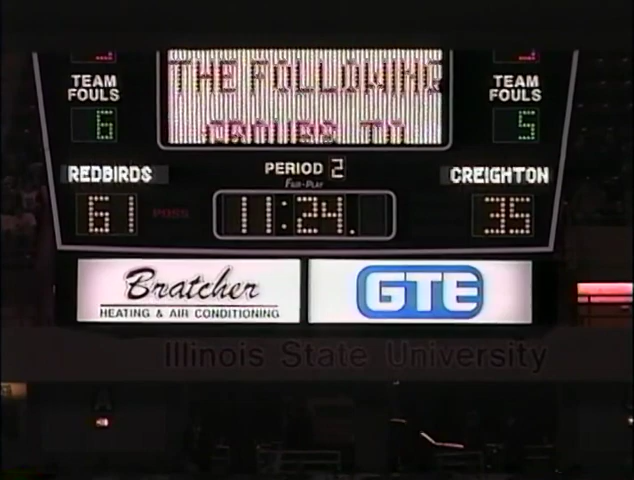 THE FOLLOWING
TEAM FOULS
6
TEAM FOULS
5
REDBIRDS
PERIOD 2
FAIR-PLAY
CREIGHTON
61
POSS
11:24.
35
Bratcher
HEATING & AIR CONDITIONING
GTE
Illinois State University